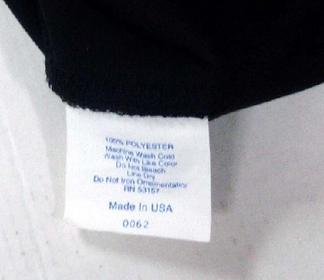 100% POLYESTER
Machine Wash Cold
Wash With Like Color
Do Not Bleach
Line Dry
Do Not Iron Ornamentation
RN 53157
Made In USA
0062